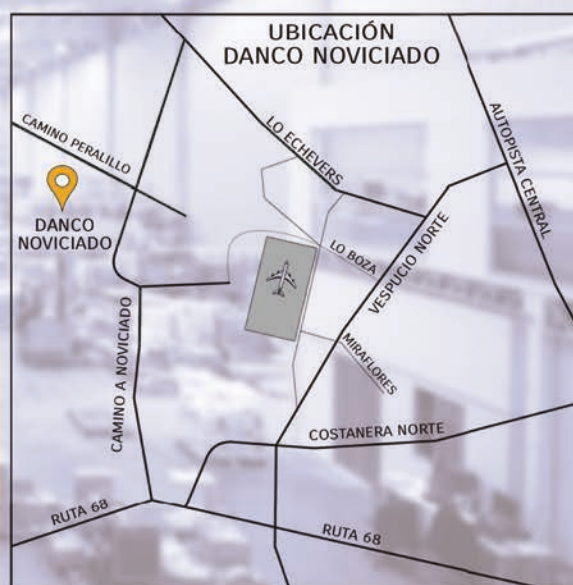 UBICACIÓN
DANCO NOVICIADO
CAMINO PERALILLO
LO ECHEVERS
AUTOPISTA CENTRAL
DANCO
NOVICIADO
LO BOZA
VESPUCIO NORTE
MIRAFLORES
CAMINO A NOVICIADO
COSTANERA NORTE
RUTA 68
RUTA 68